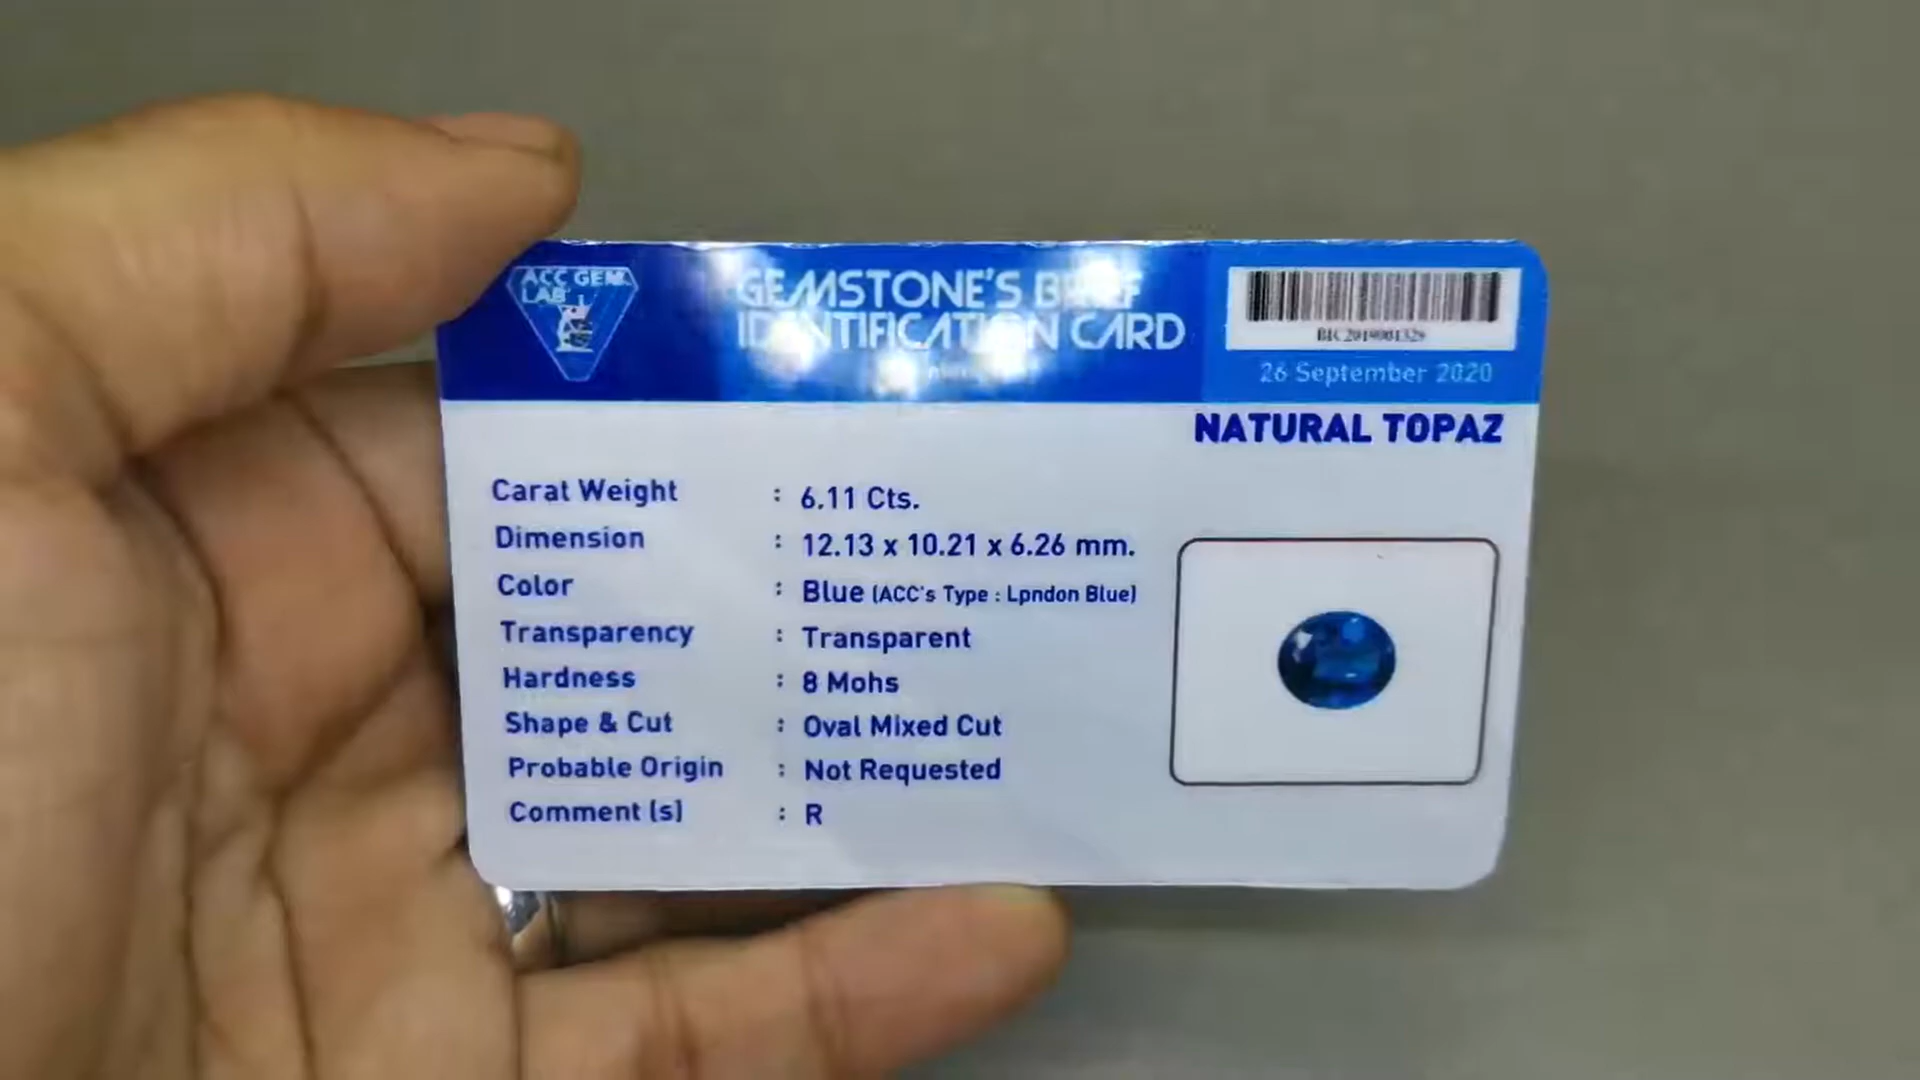 ACC GEM
LAB
GEMSTONE'S BRIEF
IDENTIFICATION CARD
26 September 2020
NATURAL TOPAZ
Carat Weight : 6.11 Cts.
Dimension : 12.13 x 10.21 x 6.26 mm.
Color : Blue (ACC's Type : Lpndon Blue)
Transparency : Transparent
Hardness : 8 Mohs
Shape & Cut : Oval Mixed Cut
Probable Origin : Not Requested
Comment (s) : R